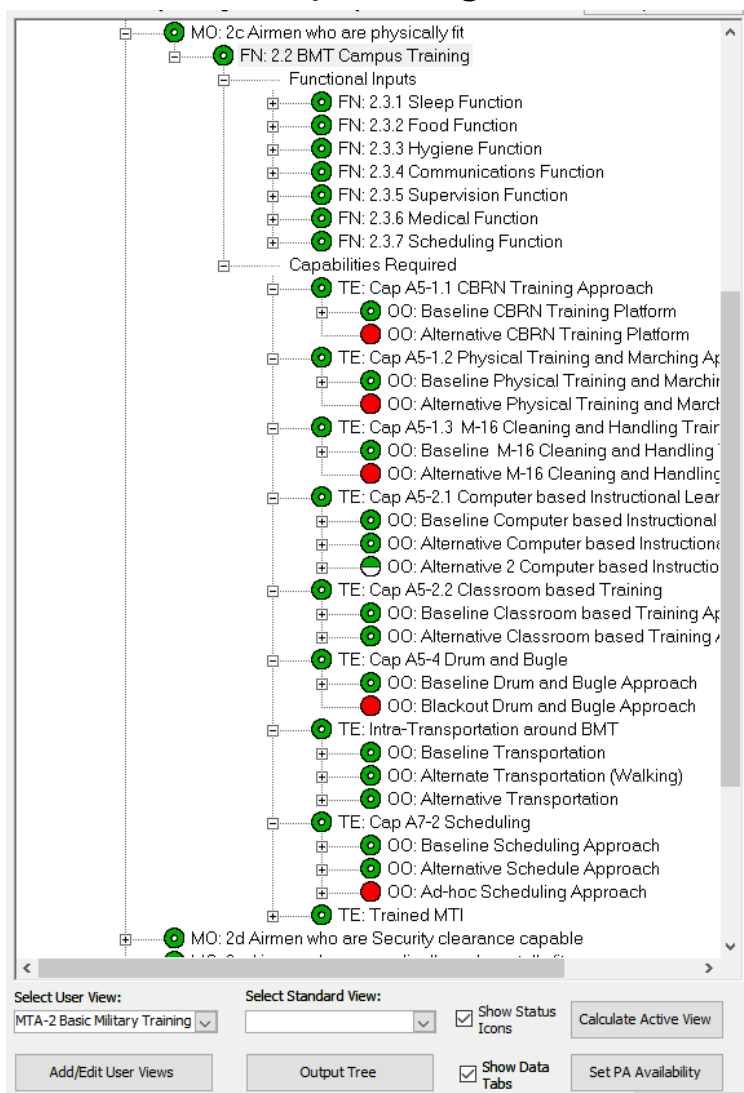 MO: 2c Airmen who are physically fit
FN: 2.2 BMT Campus Training
Functional Inputs
FN: 2.3.1 Sleep Function
FN: 2.3.2 Food Function
FN: 2.3.3 Hygiene Function
FN: 2.3.4 Communications Function
FN: 2.3.5 Supervision Function
FN: 2.3.6 Medical Function
FN: 2.3.7 Scheduling Function
Capabilities Required
TE: Cap A5-1.1 CBRN Training Approach
OO: Baseline CBRN Training Platform
OO: Alternative CBRN Training Platform
TE: Cap A5-1.2 Physical Training and Marching Ap
OO: Baseline Physical Training and Marchin
OO: Alternative Physical Training and March
TE: Cap A5-1.3 M-16 Cleaning and Handling Train
OO: Baseline M-16 Cleaning and Handling
OO: Alternative M-16 Cleaning and Handling
TE: Cap A5-2.1 Computer based Instructional Lear
OO: Baseline Computer based Instructional
OO: Alternative Computer based Instructiona
OO: Alternative 2 Computer based Instructio
TE: Cap A5-2.2 Classroom based Training
OO: Baseline Classroom based Training Ap
OO: Alternative Classroom based Training
TE: Cap A5-4 Drum and Bugle
OO: Baseline Drum and Bugle Approach
OO: Blackout Drum and Bugle Approach
TE: Intra-Transportation around BMT
OO: Baseline Transportation
OO: Alternate Transportation (Walking)
OO: Alternative Transportation
TE: Cap A7-2 Scheduling
OO: Baseline Scheduling Approach
OO: Alternative Schedule Approach
OO: Ad-hoc Scheduling Approach
TE: Trained MTI
MO: 2d Airmen who are Security clearance capable
Select User View:
Select Standard View:
MTA-2 Basic Military Training
Show Status Icons
Calculate Active View
Add/Edit User Views
Output Tree
Show Data Tabs
Set PA Availability